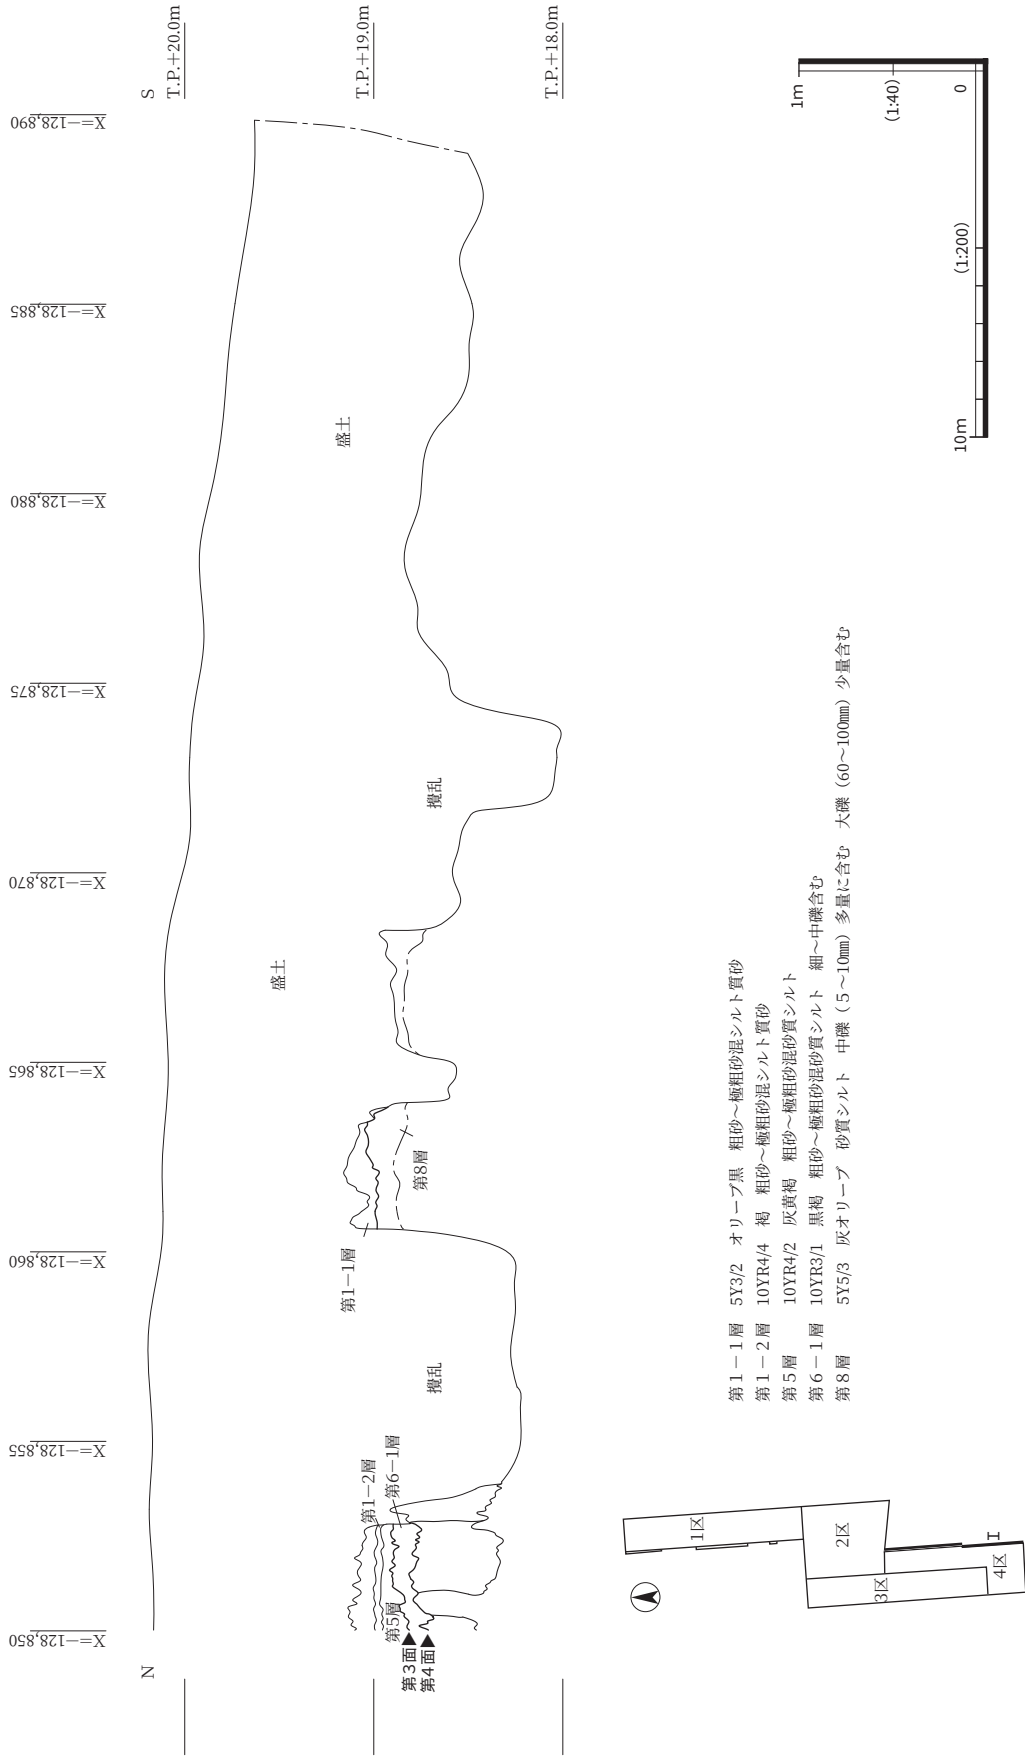 N
S
T.P.+20.0m
T.P.+19.0m
T.P.+18.0m
X=−128,850
X=−128,855
X=−128,860
X=−128,865
X=−128,870
X=−128,875
X=−128,880
X=−128,885
X=−128,890
盛土
盛土
攪乱
攪乱
第1−2層
第6−1層
第5層
第3面
第4面
第1−1層
第8層
第1−1層 5Y3/2 オリーブ黒 粗砂～極粗砂混シルト質砂
第1−2層 10YR4/4 褐 粗砂～極粗砂混シルト質砂
第5層 10YR4/2 灰黄褐 粗砂～極粗砂混砂質シルト
第6−1層 10YR3/1 黒褐 粗砂～極粗砂混砂質シルト 細～中礫含む
第8層 5Y5/3 灰オリーブ 砂質シルト 中礫（5～10㎜）多量に含む 大礫（60～100㎜）少量含む
1区
2区
3区
4区
1m
(1:40)
0
(1:200)
10m